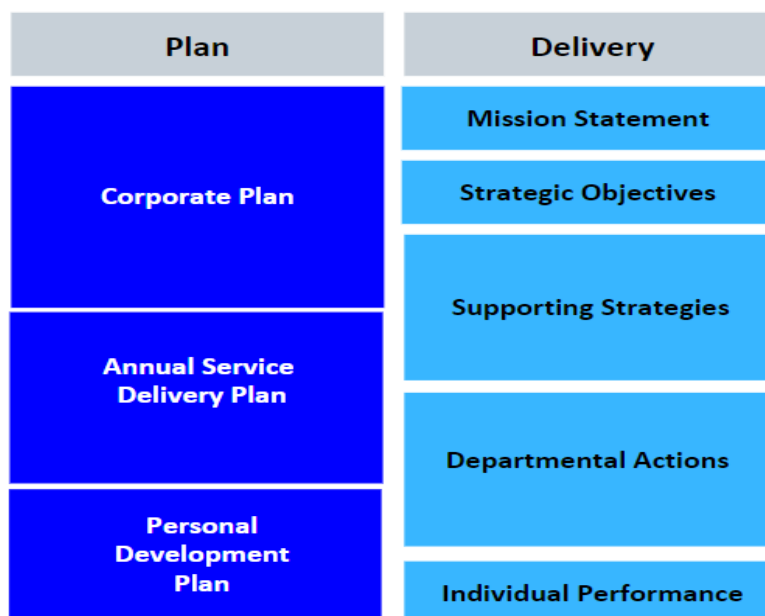 Plan
Delivery
Corporate Plan
Mission Statement
Strategic Objectives
Supporting Strategies
Annual Service
Delivery Plan
Departmental Actions
Personal
Development
Plan
Individual Performance